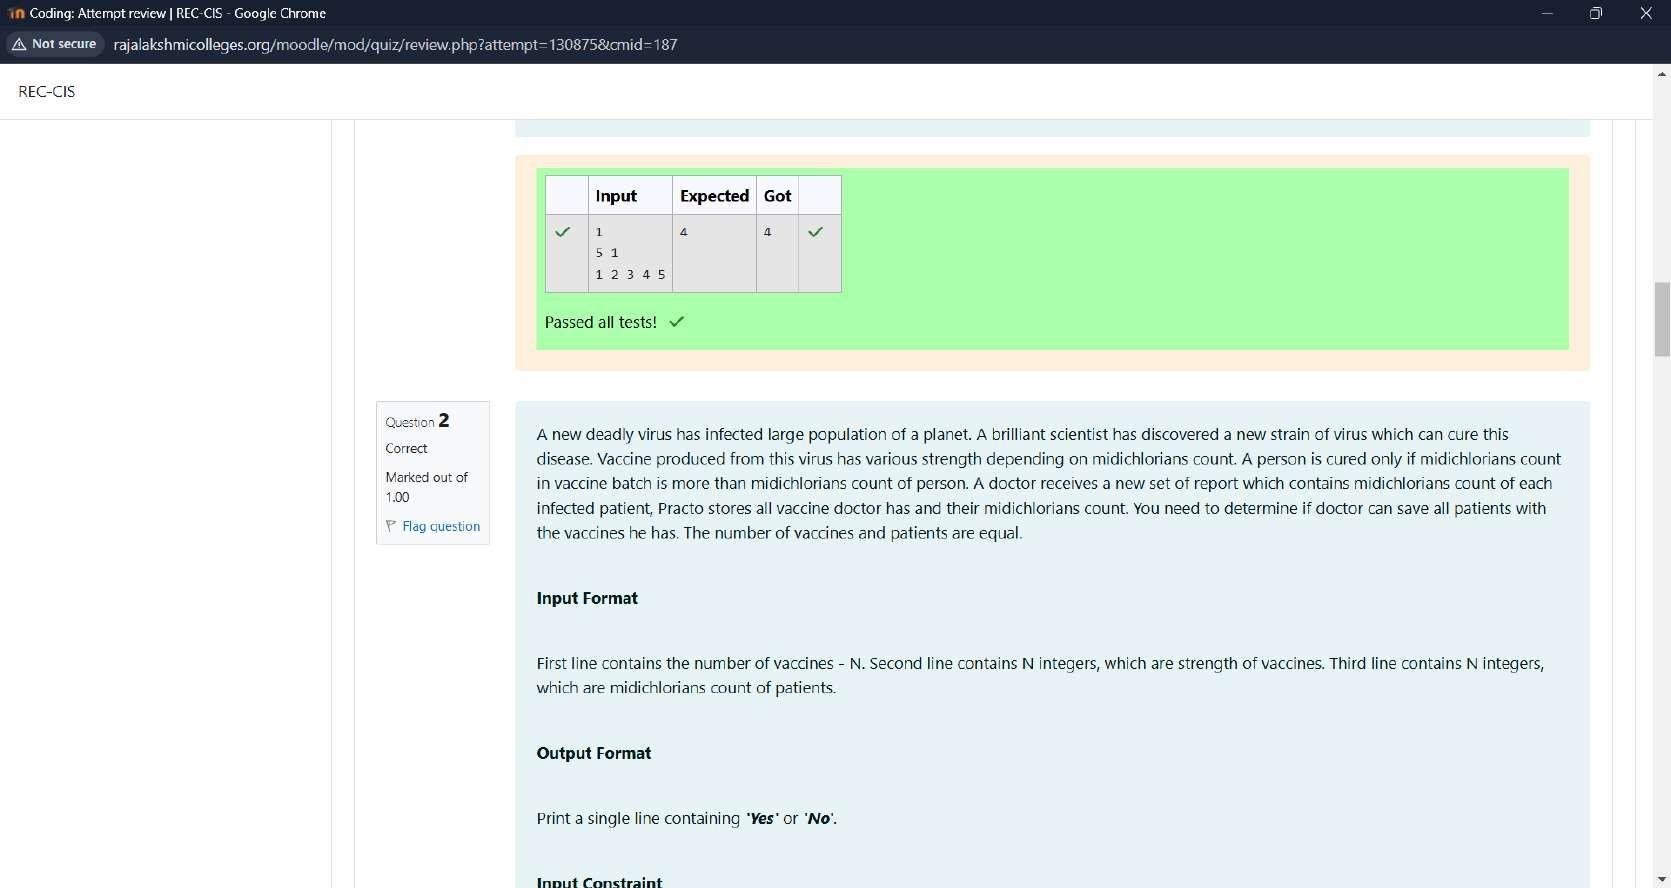 Coding: Attempt review | REC-CIS - Google Chrome
Not secure
rajalakshmicolleges.org/moodle/mod/quiz/review.php?attempt=130875&cmid=187
REC-CIS
Input Expected Got
1 4 4
5 1
1 2 3 4 5
Passed all tests!
Question 2
Correct
Marked out of
1.00
Flag question
A new deadly virus has infected large population of a planet. A brilliant scientist has discovered a new strain of virus which can cure this
disease. Vaccine produced from this virus has various strength depending on midichlorians count. A person is cured only if midichlorians count
in vaccine batch is more than midichlorians count of person. A doctor receives a new set of report which contains midichlorians count of each
infected patient, Practo stores all vaccine doctor has and their midichlorians count. You need to determine if doctor can save all patients with
the vaccines he has. The number of vaccines and patients are equal.
Input Format
First line contains the number of vaccines - N. Second line contains N integers, which are strength of vaccines. Third line contains N integers,
which are midichlorians count of patients.
Output Format
Print a single line containing 'Yes' or 'No'.
Input Constraint